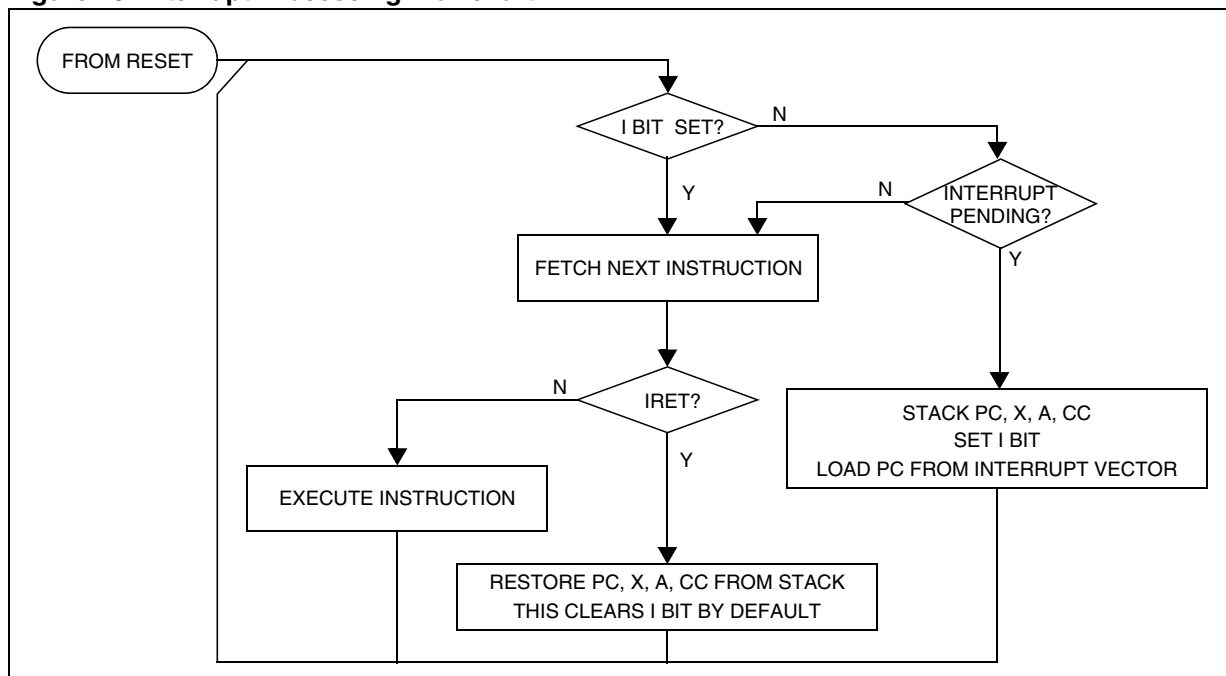 FROM RESET
I BIT SET?
N
Y
N
INTERRUPT
PENDING?
Y
FETCH NEXT INSTRUCTION
N
IRET?
Y
STACK PC, X, A, CC
SET I BIT
LOAD PC FROM INTERRUPT VECTOR
EXECUTE INSTRUCTION
RESTORE PC, X, A, CC FROM STACK
THIS CLEARS I BIT BY DEFAULT